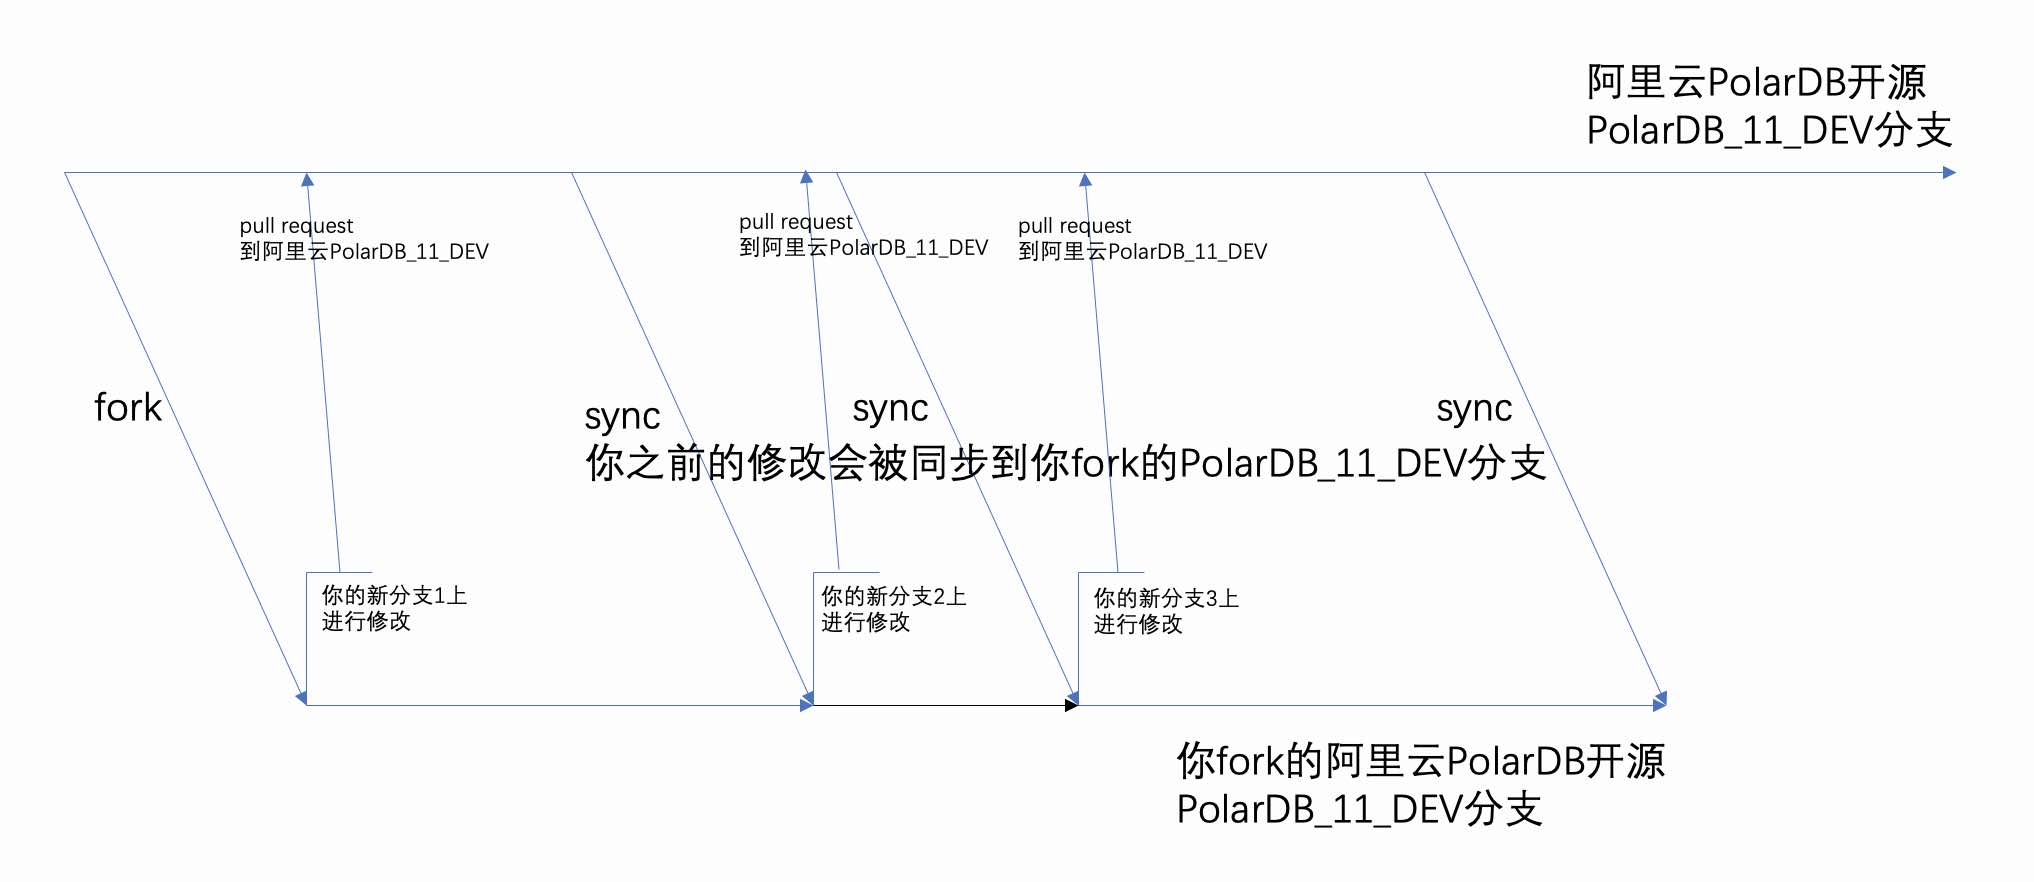 阿里云PolarDB开源
PolarDB_11_DEV分支
pull request
到阿里云PolarDB_11_DEV
pull request
到阿里云PolarDB_11_DEV
pull request
到阿里云PolarDB_11_DEV
fork
sync
sync
sync
你之前的修改会被同步到你fork的PolarDB_11_DEV分支
你的新分支1上
进行修改
你的新分支2上
进行修改
你的新分支3上
进行修改
你fork的阿里云PolarDB开源
PolarDB_11_DEV分支